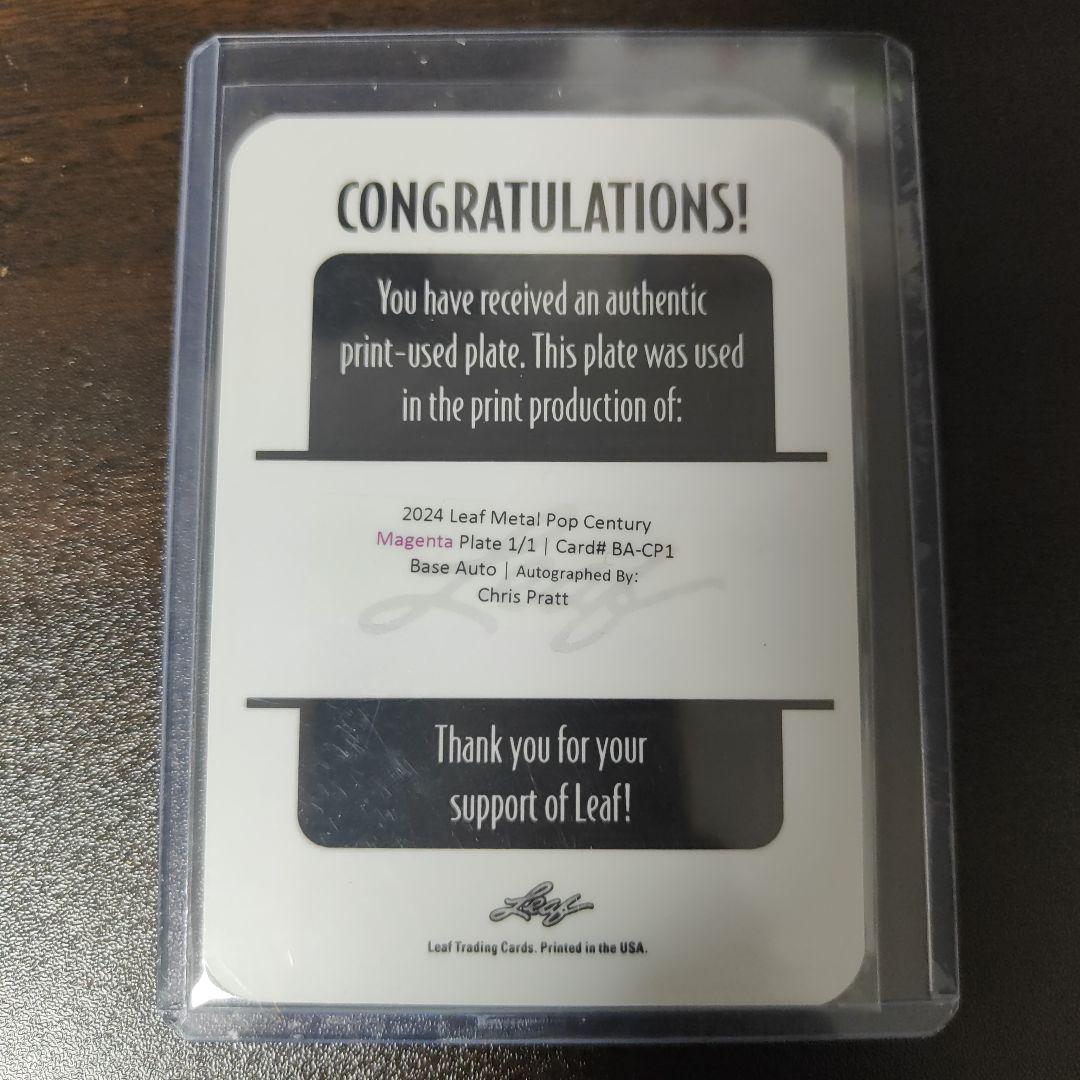 CONGRATULATIONS!
You have received an authentic
print-used plate. This plate was used
in the print production of:
2024 Leaf Metal Pop Century
Magenta Plate 1/1 | Card# BA-CP1
Base Auto | Autographed By:
Chris Pratt
Leaf
Thank you for your
support of Leaf!
Leaf
Leaf Trading Cards. Printed in the USA.